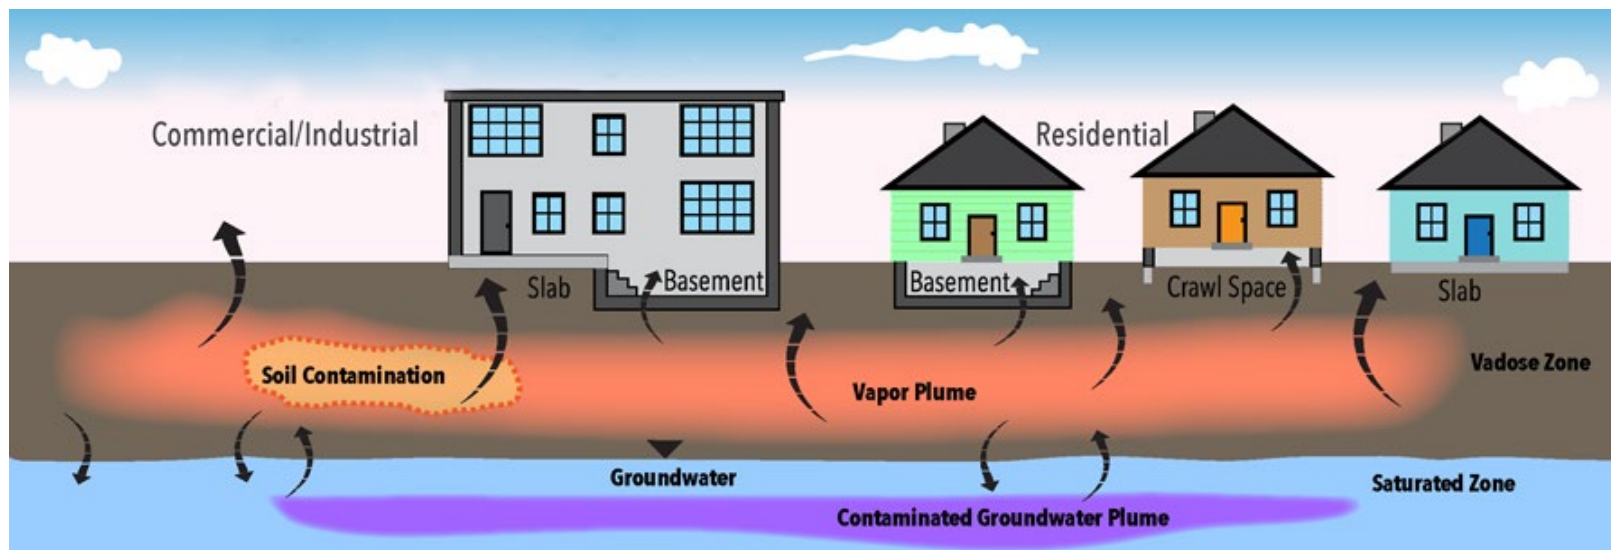 Commercial/Industrial
Residential
Slab
Basement
Basement
Crawl Space
Slab
Soil Contamination
Vapor Plume
Vadose Zone
Groundwater
Saturated Zone
Contaminated Groundwater Plume